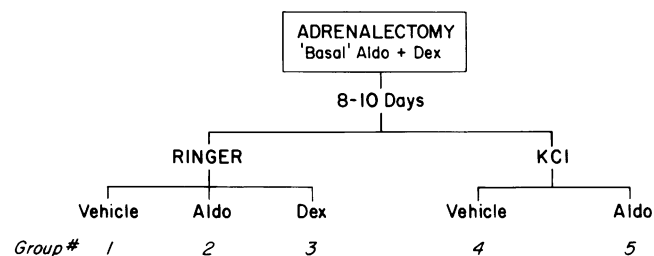 ADRENALECTOMY
'Basal' Aldo + Dex
8-10 Days
RINGER KCl
Vehicle Aldo Dex Vehicle Aldo
Group # 1 2 3 4 5